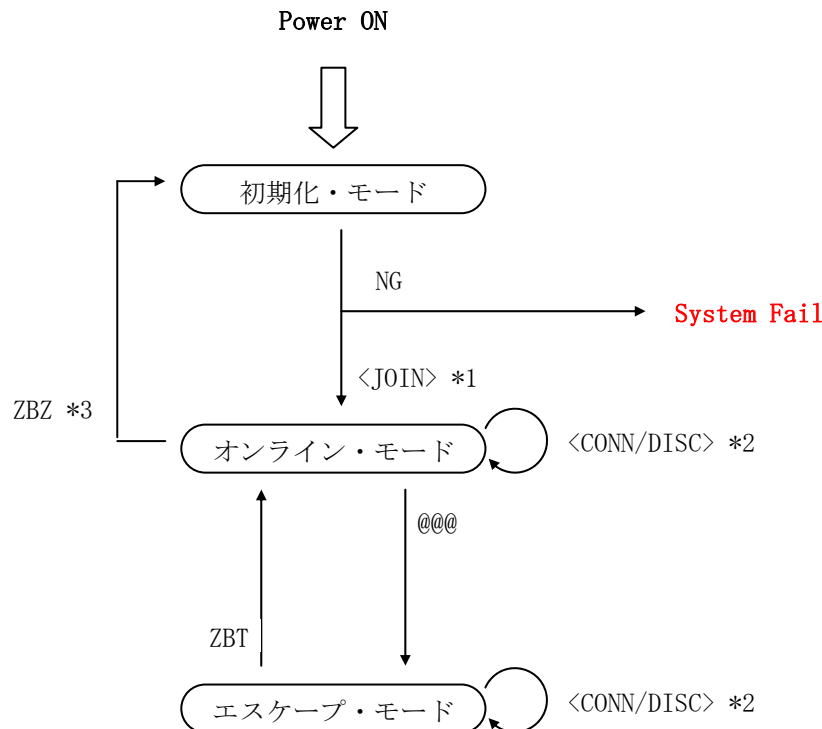 Power ON
初期化・モード
NG
System Fail
<JOIN> *1
ZBZ *3
オンライン・モード
<CONN/DISC> *2
@@@
ZBT
エスケープ・モード
<CONN/DISC> *2